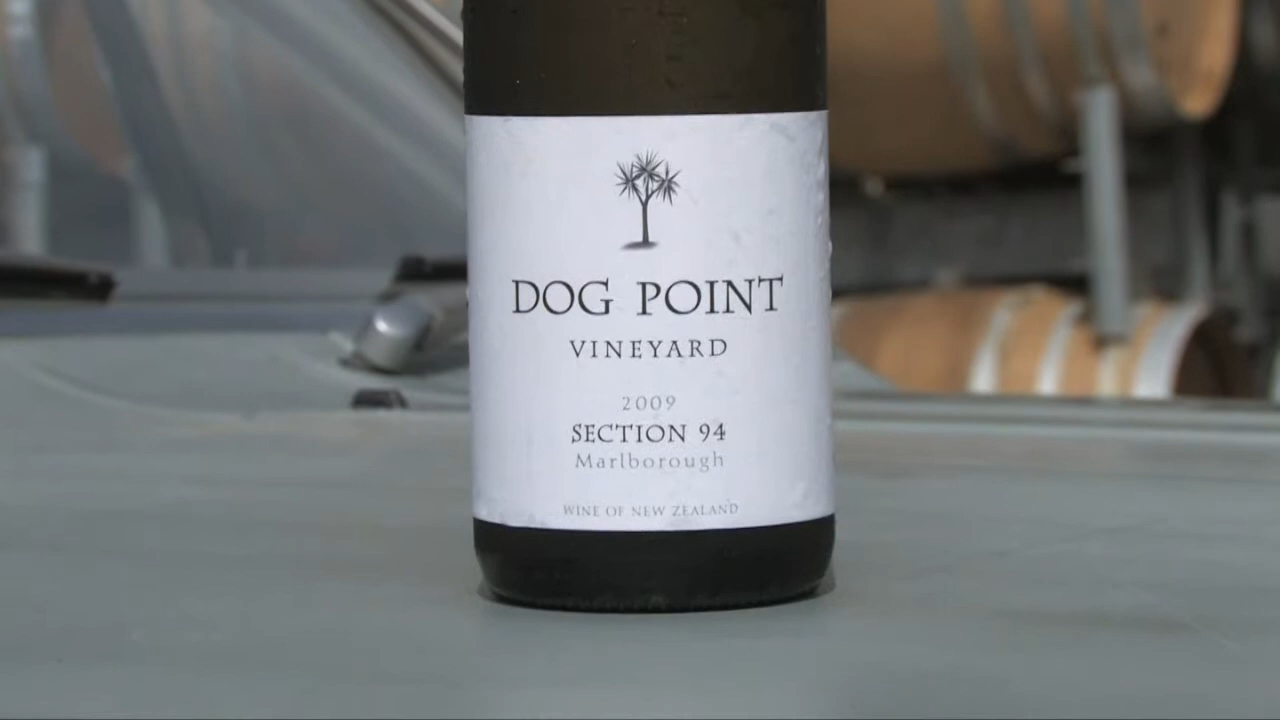 DOG POINT
VINEYARD
2009
SECTION 94
Marlborough
WINE OF NEW ZEALAND